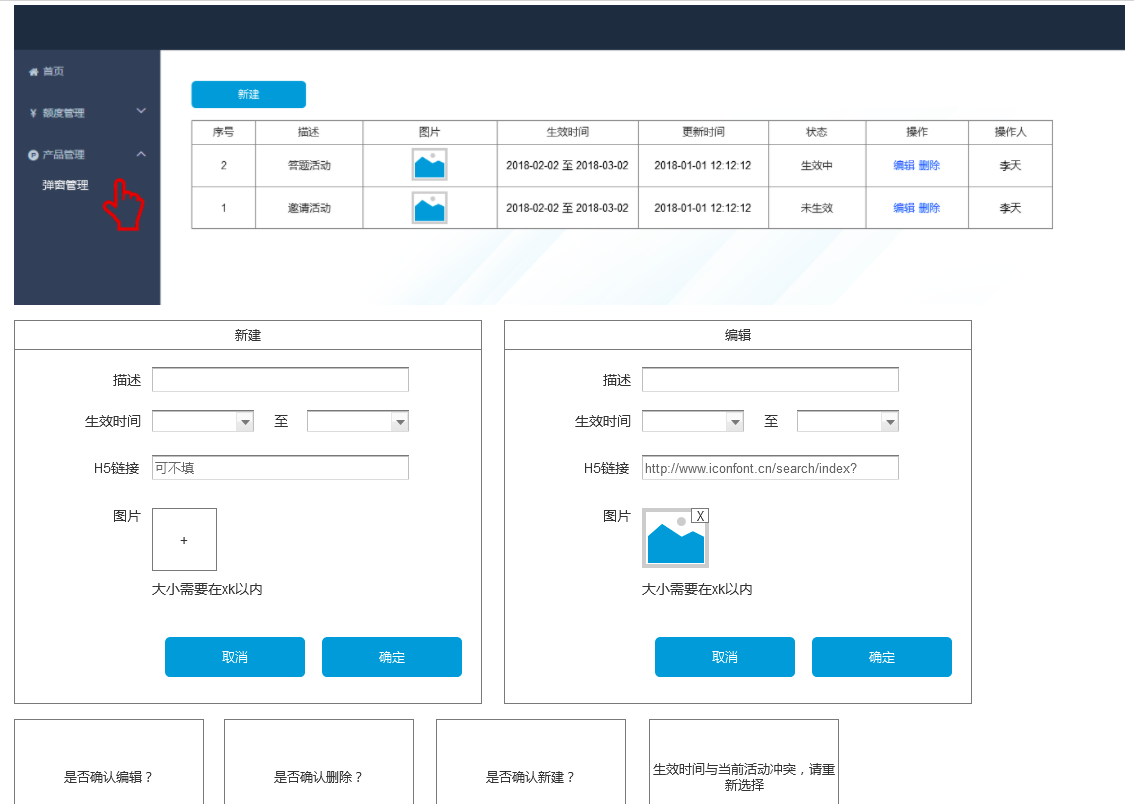 首页
¥ 额度管理
P 产品管理
弹窗管理
新建
序号 描述 图片 生效时间 更新时间 状态 操作 操作人
2 答题活动 2018-02-02 至 2018-03-02 2018-01-01 12:12:12 生效中 编辑 删除 李天
1 邀请活动 2018-02-02 至 2018-03-02 2018-01-01 12:12:12 未生效 编辑 删除 李天
新建
描述
生效时间 至
H5链接 可不填
图片
+
大小需要在xk以内
取消 确定
编辑
描述
生效时间 至
H5链接 http://www.iconfont.cn/search/index?
图片
X
大小需要在xk以内
取消 确定
是否确认编辑？
是否确认删除？
是否确认新建？
生效时间与当前活动冲突，请重
新选择